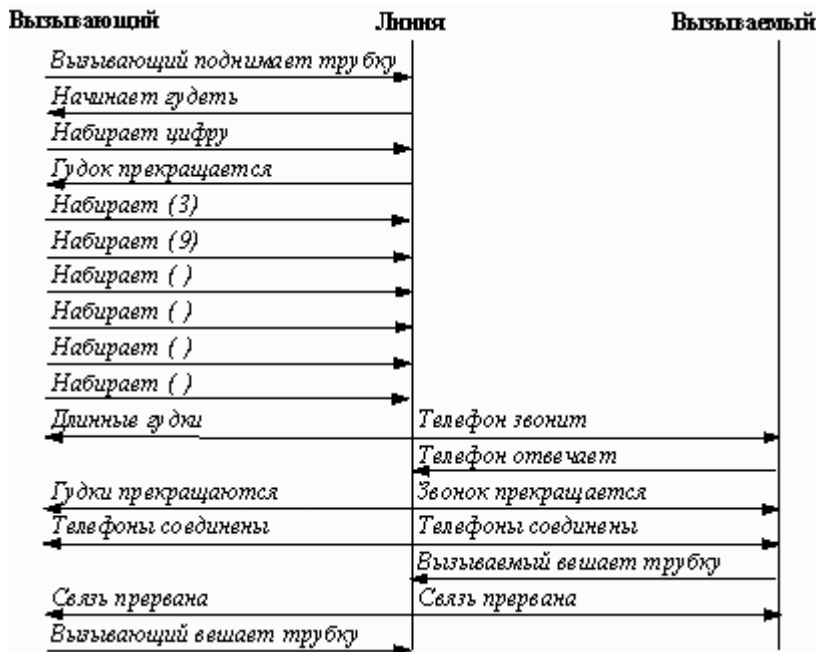 Вызывающий Линия Вызываемый
Вызывающий поднимает трубку
Начинает гудеть
Набирает цифру
Гудок прекращается
Набирает (3)
Набирает (9)
Набирает ( )
Набирает ( )
Набирает ( )
Набирает ( )
Длинные гудки Телефон звонит
Телефон отвечает
Гудки прекращаются Звонок прекращается
Телефоны соединены Телефоны соединены
Вызываемый вешает трубку
Связь прервана Связь прервана
Вызывающий вешает трубку